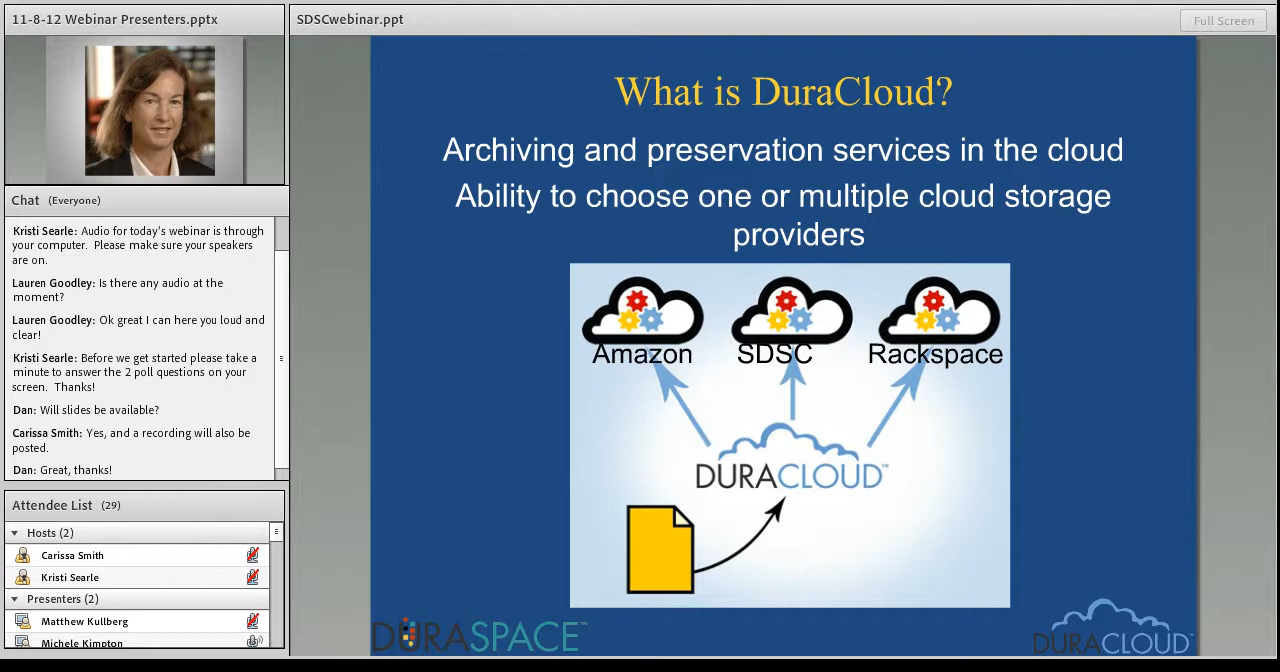 11-8-12 Webinar Presenters.pptx
Chat (Everyone)
Kristi Searle: Audio for today's webinar is through
your computer. Please make sure your speakers
are on.
Lauren Goodley: Is there any audio at the
moment?
Lauren Goodley: Ok great I can here you loud and
clear!
Kristi Searle: Before we get started please take a
minute to answer the 2 poll questions on your
screen. Thanks!
Dan: Will slides be available?
Carissa Smith: Yes, and a recording will also be
posted.
Dan: Great, thanks!
Attendee List (29)
Hosts (2)
Carissa Smith
Kristi Searle
Presenters (2)
Matthew Kullberg
Michele Kimpton
SDSCwebinar.ppt
Full Screen
What is DuraCloud?
Archiving and preservation services in the cloud
Ability to choose one or multiple cloud storage
providers
Amazon SDSC Rackspace
DURACLOUD™
DURASPACE™
DURACLOUD™